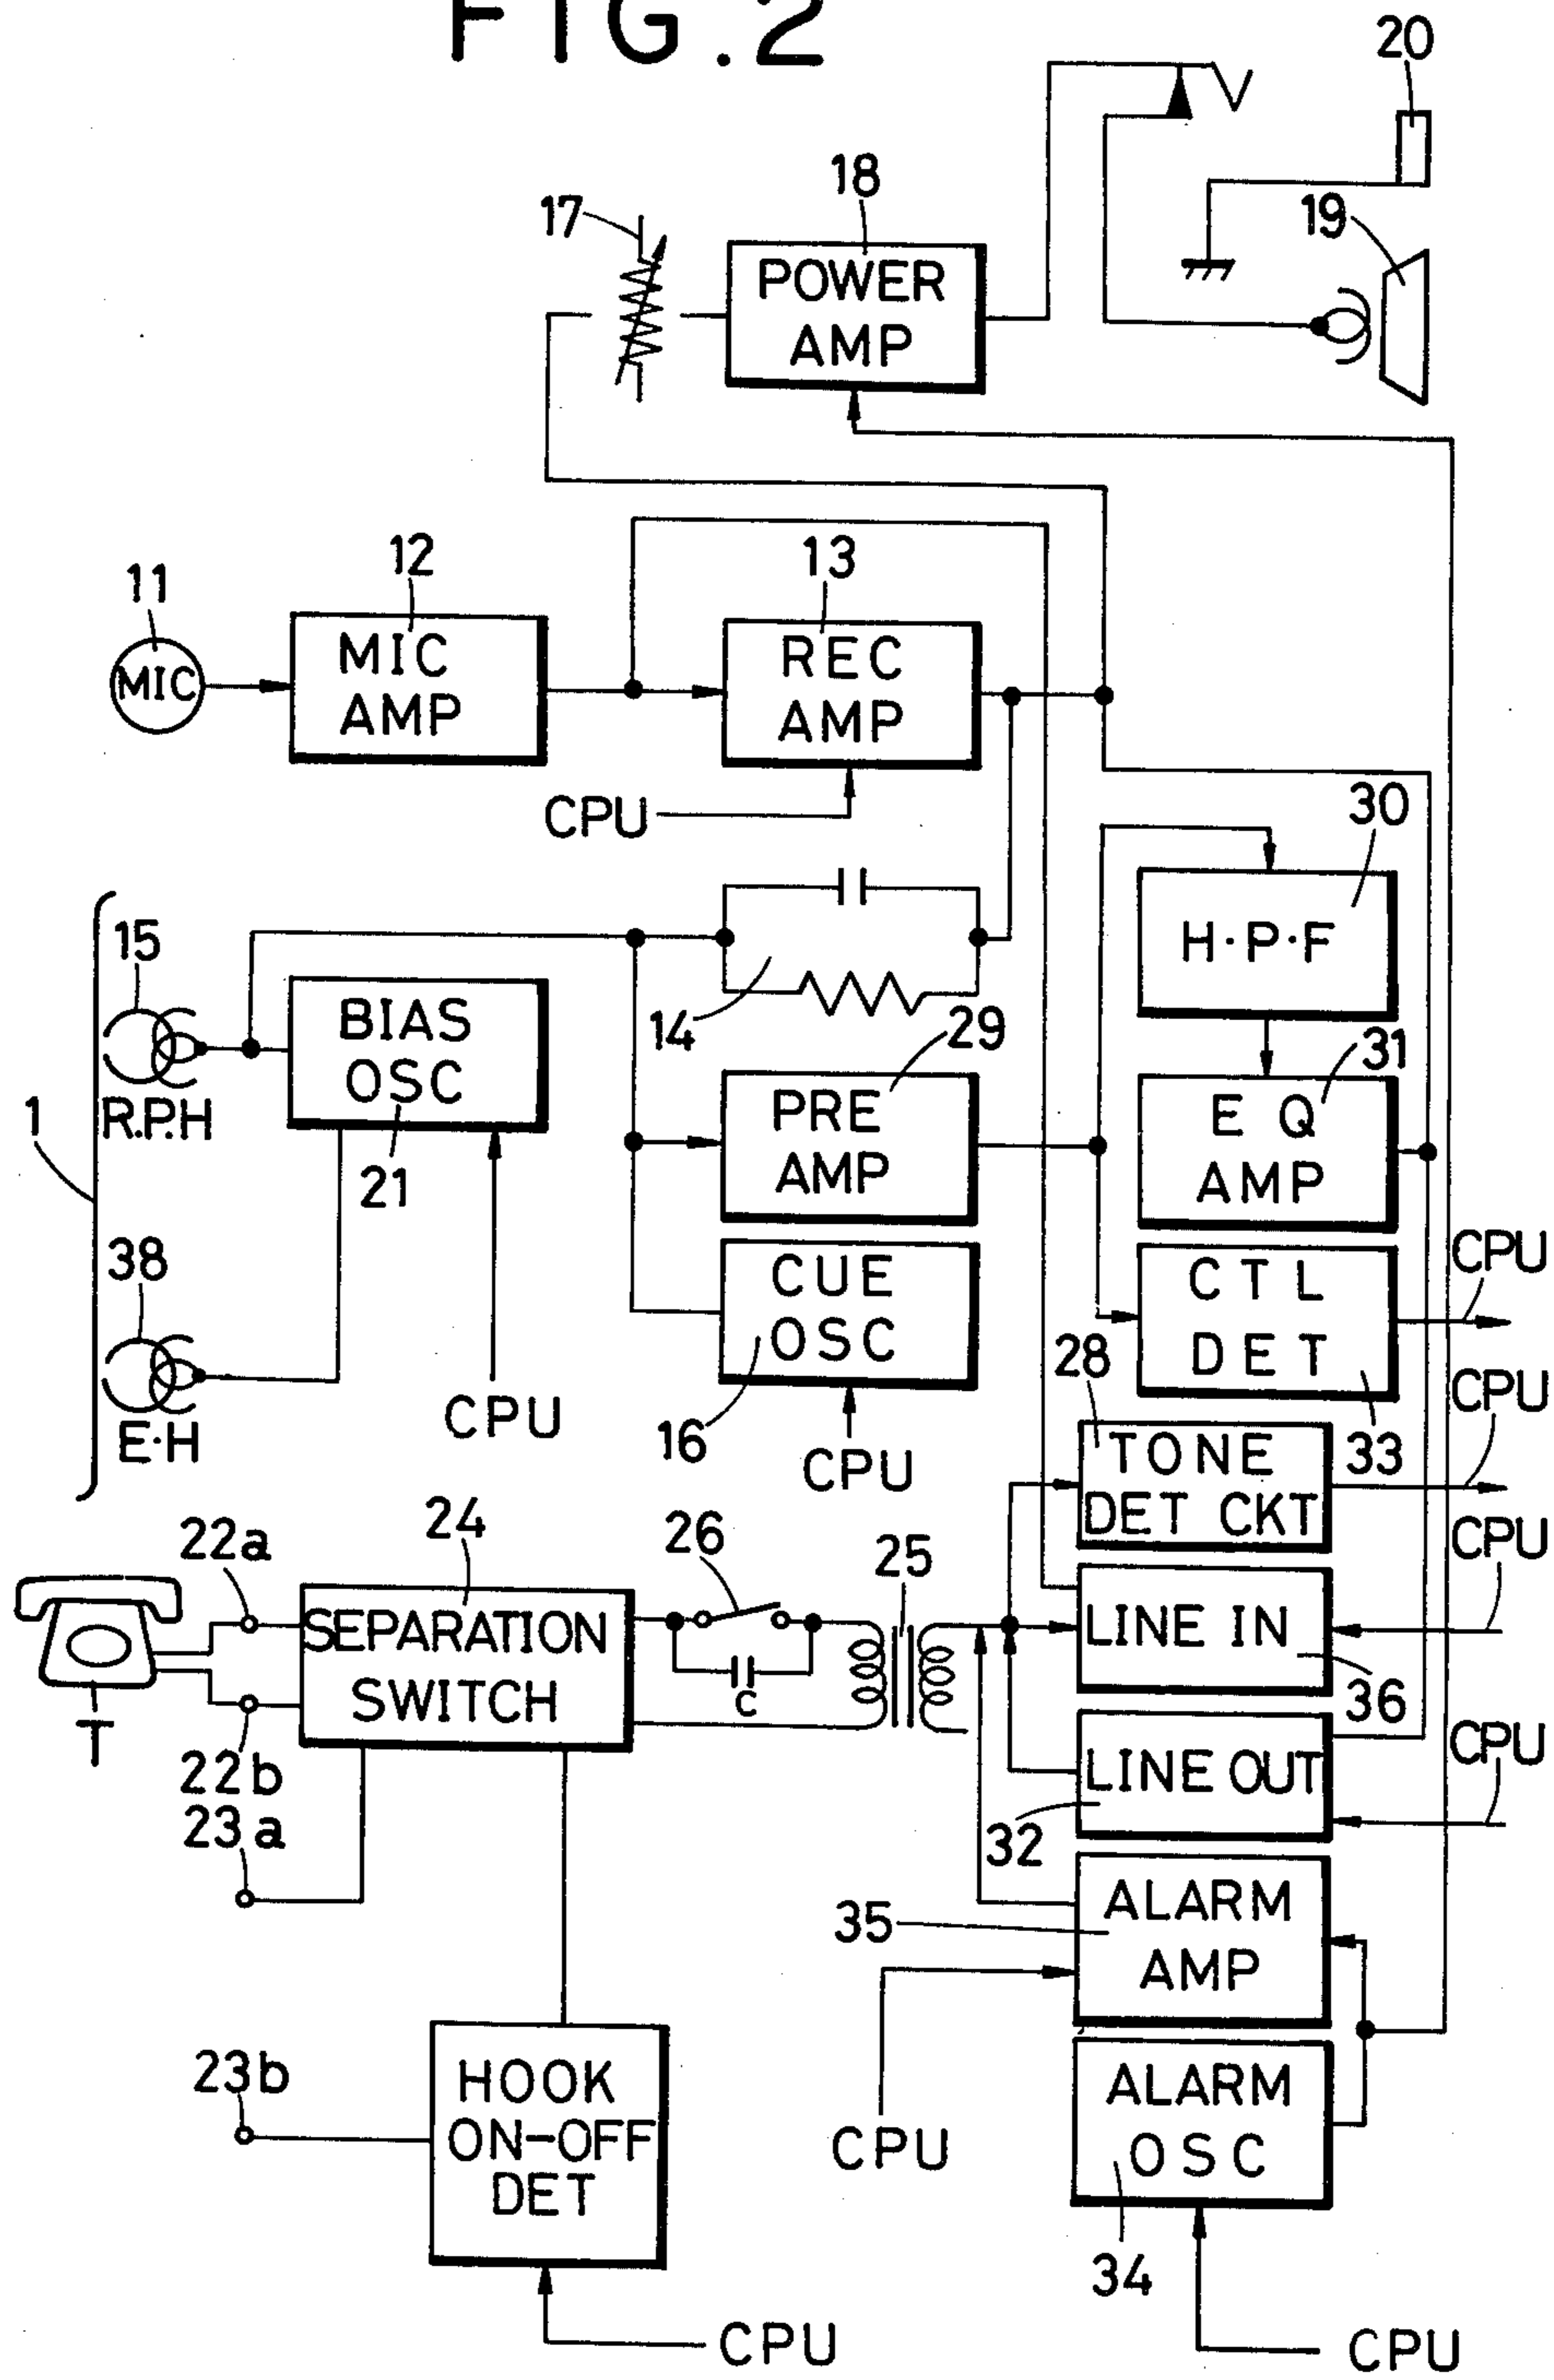 FIG.2
20
18
17
19
POWER
AMP
12
13
11
MIC
MIC
AMP
REC
AMP
CPU
30
15
H·P·F
BIAS
OSC
14
29
31
R.P.H
PRE
AMP
E Q
AMP
1
21
38
CUE
OSC
CTL
DET
CPU
28
CPU
E·H
CPU
16
CPU
TONE
DET CKT
33
24
26
25
22a
CPU
SEPARATION
SWITCH
LINE IN
C
36
T
22b
LINE OUT
CPU
23a
32
35
ALARM
AMP
23b
HOOK
ON-OFF
DET
CPU
ALARM
OSC
34
CPU
CPU